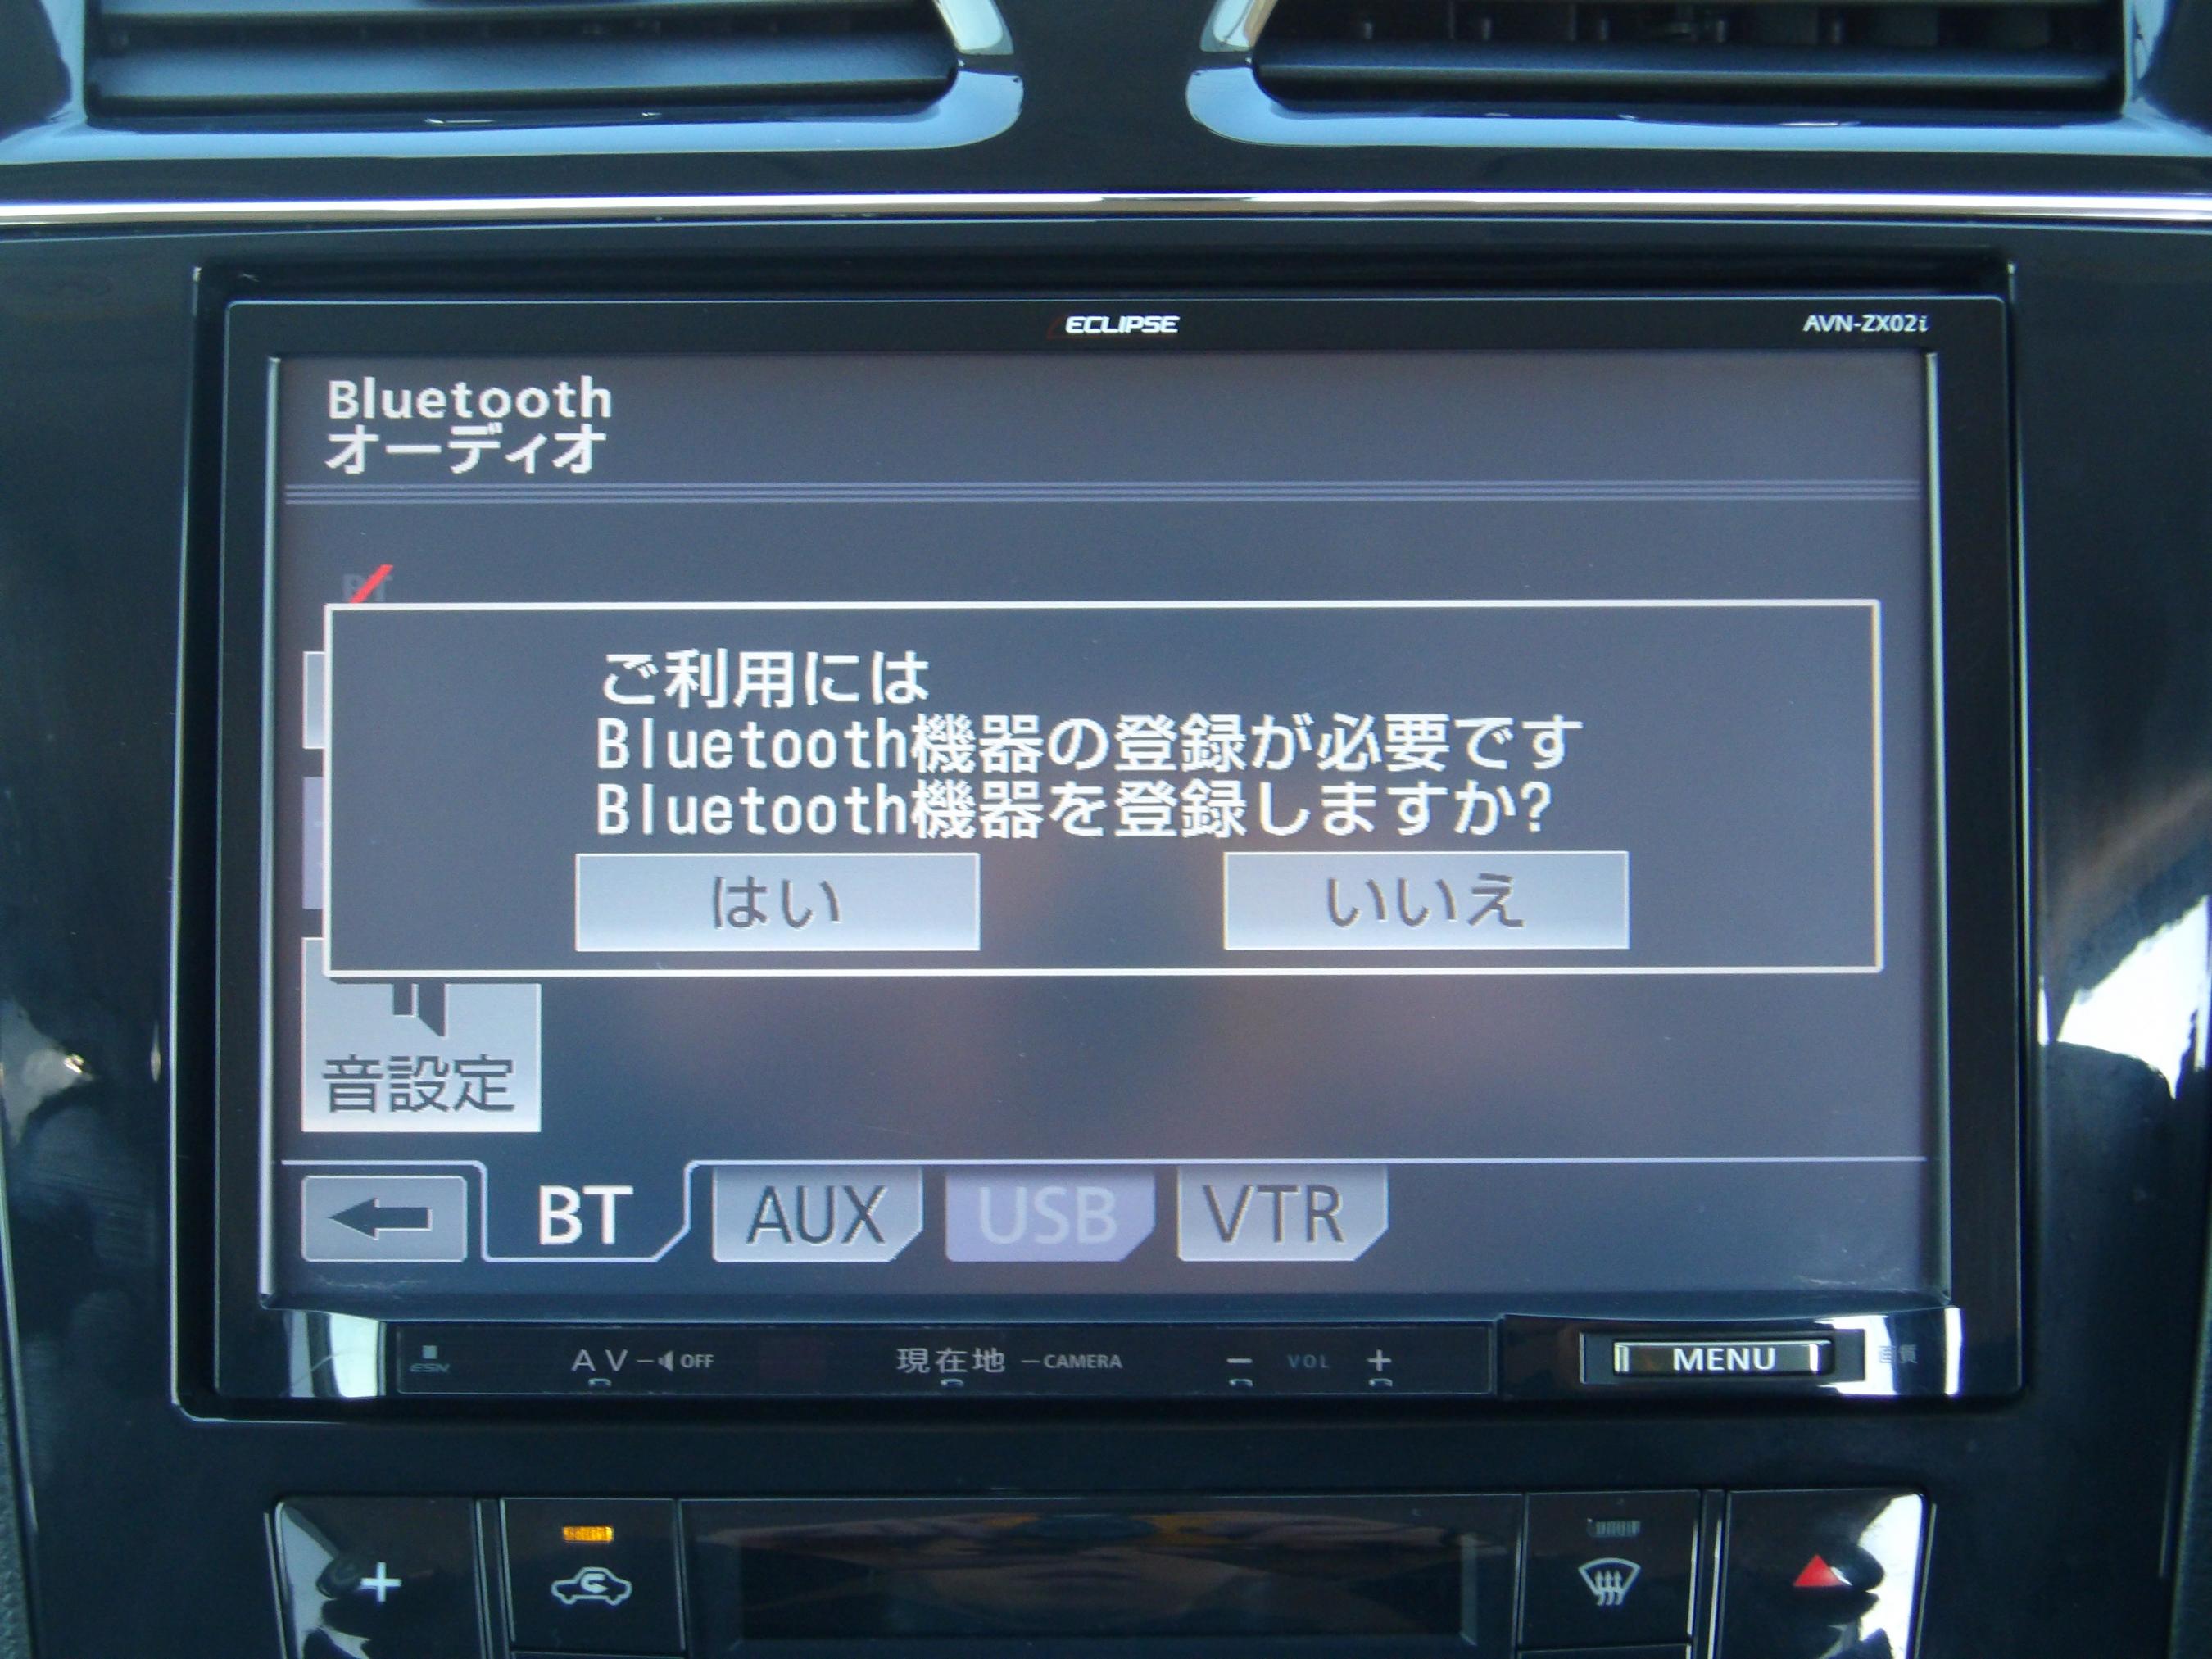 ECLIPSE
AVN-ZX02i
Bluetooth
オーディオ
ご利用には
Bluetooth機器の登録が必要です
Bluetooth機器を登録しますか?
はい
いいえ
音設定
BT
AUX
USB
VTR
ESN
AV
OFF
現在地
CAMERA
− VOL +
MENU
画質
+